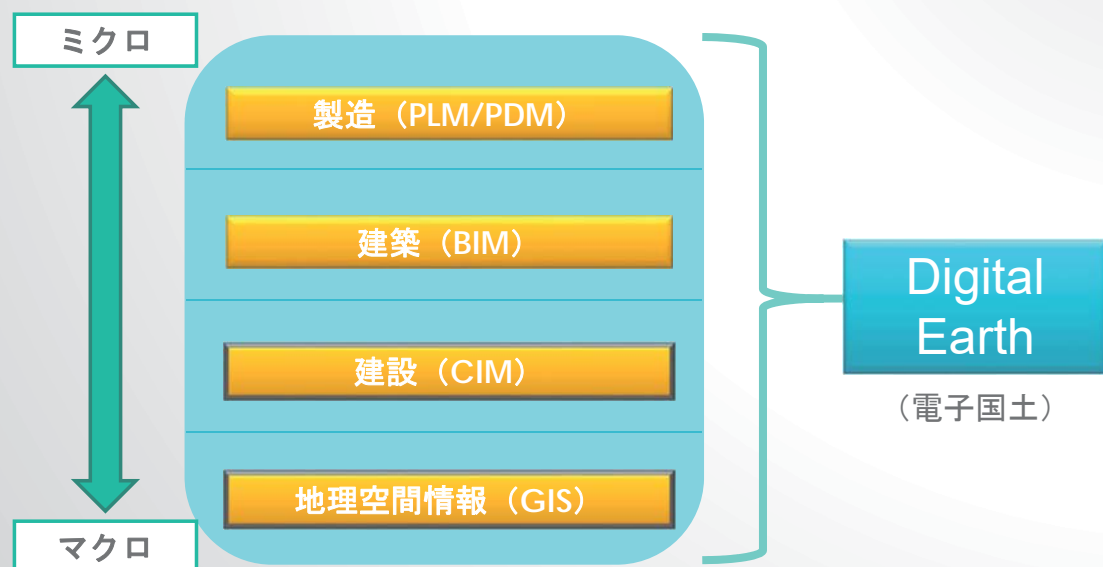 ミクロ
製造（PLM/PDM）
建築（BIM）
Digital
Earth
建設（CIM）
（電子国土）
地理空間情報（GIS）
マクロ